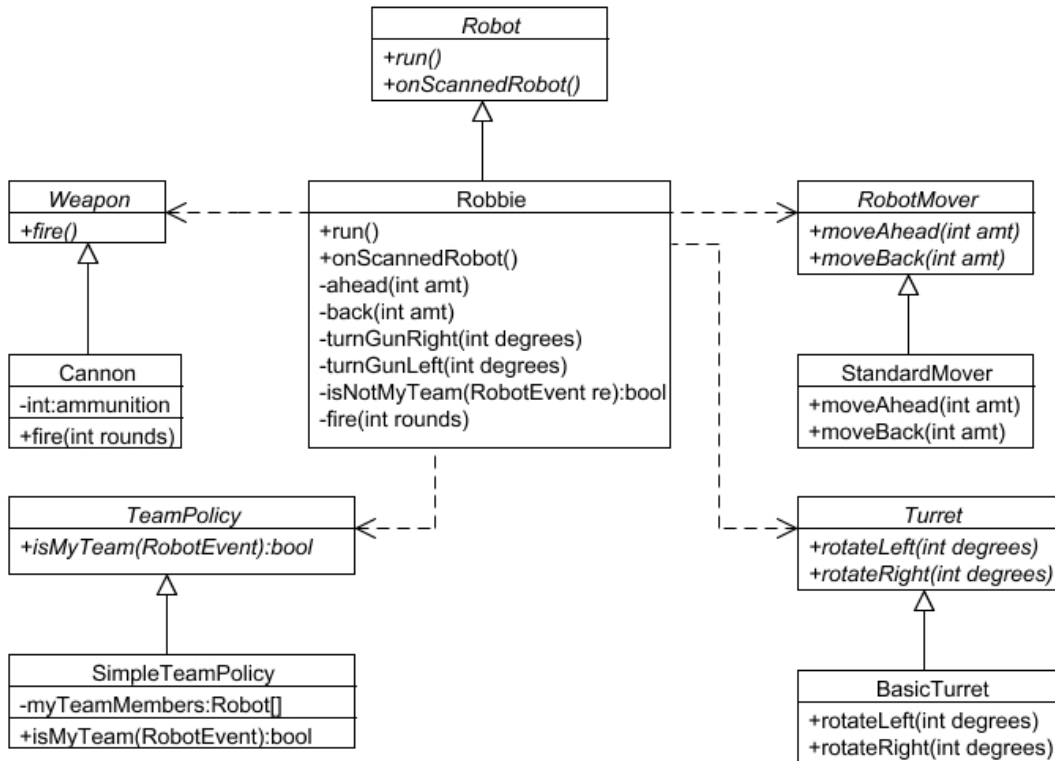 Robot
+run()
+onScannedRobot()
Weapon
+fire()
Robbie
+run()
+onScannedRobot()
-ahead(int amt)
-back(int amt)
-turnGunRight(int degrees)
-turnGunLeft(int degrees)
-isNotMyTeam(RobotEvent re):bool
-fire(int rounds)
RobotMover
+moveAhead(int amt)
+moveBack(int amt)
Cannon
-int:ammunition
+fire(int rounds)
StandardMover
+moveAhead(int amt)
+moveBack(int amt)
TeamPolicy
+isMyTeam(RobotEvent):bool
Turret
+rotateLeft(int degrees)
+rotateRight(int degrees)
SimpleTeamPolicy
-myTeamMembers:Robot[]
+isMyTeam(RobotEvent):bool
BasicTurret
+rotateLeft(int degrees)
+rotateRight(int degrees)